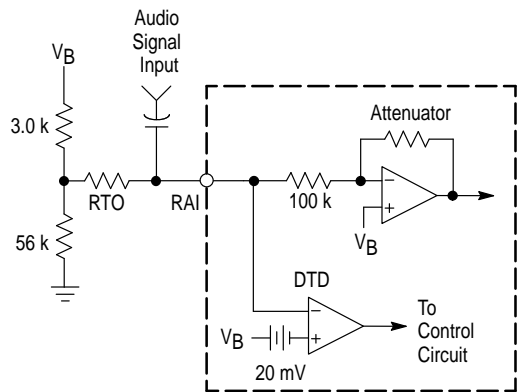 Audio
Signal
Input
VB
3.0 k
Attenuator
RTO
RAI
100 k
−
+
VB
56 k
DTD
−
+
VB
20 mV
To
Control
Circuit